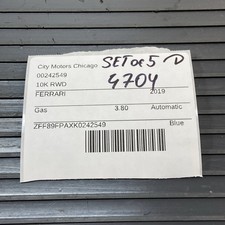 City Motors Chicago SET OF 5
00242549 4704
10K RWD
FERRARI 2019
Gas 3.80 Automatic
ZFF89FPAXK0242549 Blue